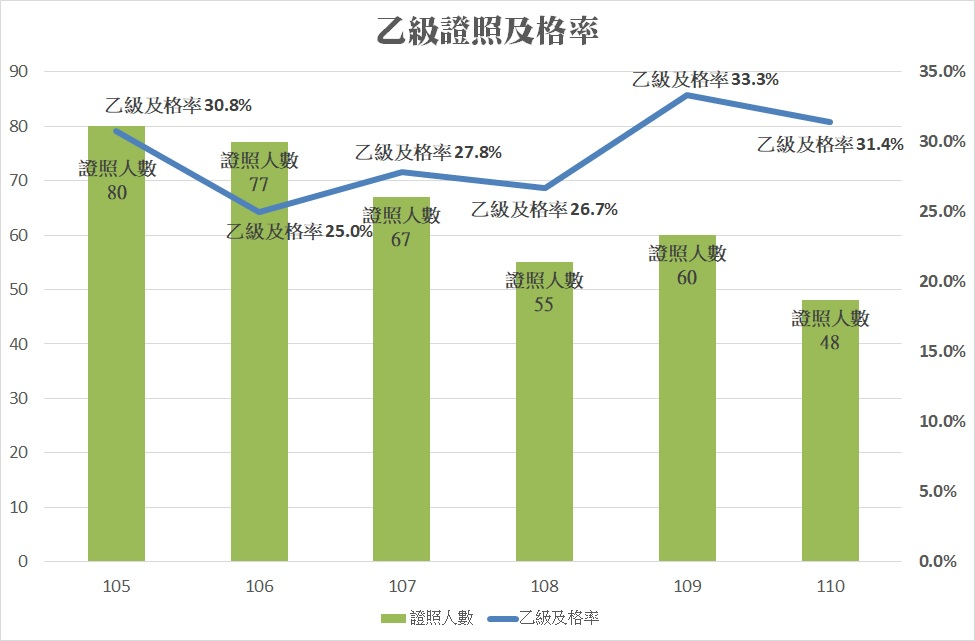 乙級證照及格率
90
80
70
60
50
40
30
20
10
0
35.0%
30.0%
25.0%
20.0%
15.0%
10.0%
5.0%
0.0%
乙級及格率 30.8%
乙級及格率 25.0%
乙級及格率 27.8%
乙級及格率 26.7%
乙級及格率 33.3%
乙級及格率 31.4%
證照人數
80
證照人數
77
證照人數
67
證照人數
55
證照人數
60
證照人數
48
105 106 107 108 109 110
證照人數 乙級及格率